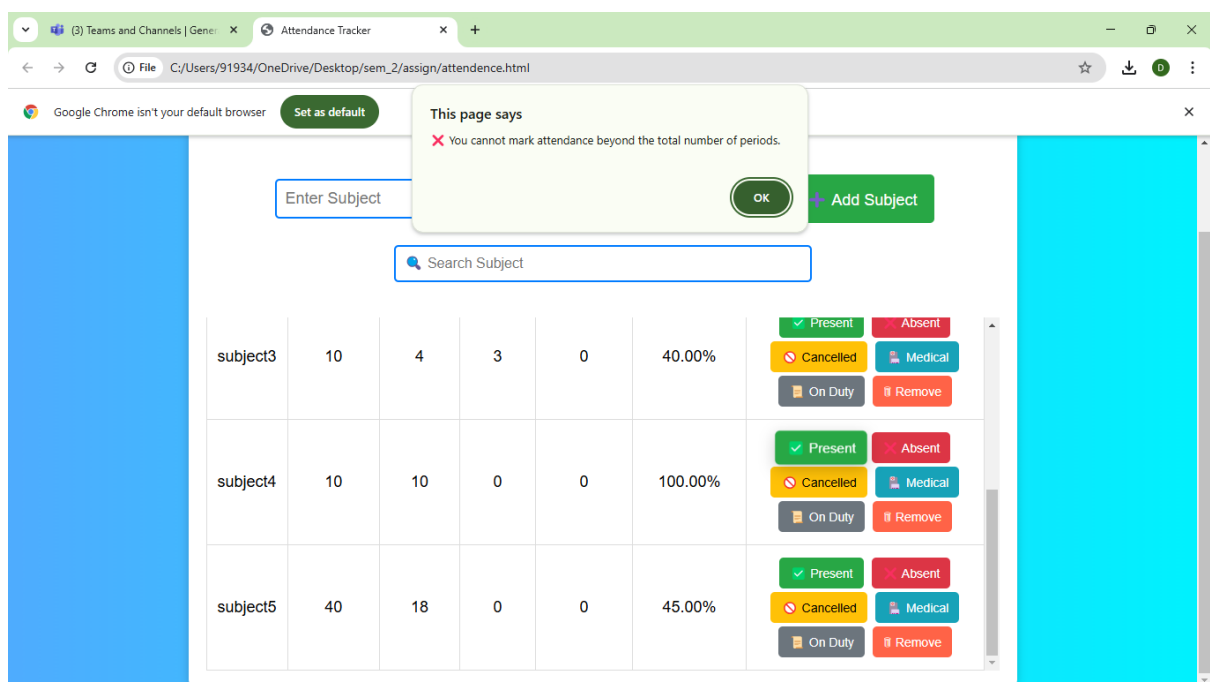 (3) Teams and Channels | Gener
Attendance Tracker
File C:/Users/91934/OneDrive/Desktop/sem_2/assign/attendence.html
D
Google Chrome isn't your default browser
Set as default
This page says
❌ You cannot mark attendance beyond the total number of periods.
OK
Enter Subject
➕ Add Subject
🔍 Search Subject
subject3 10 4 3 0 40.00%
✅ Present ❌ Absent
🚫 Cancelled 🏥 Medical
📜 On Duty 🗑 Remove
subject4 10 10 0 0 100.00%
✅ Present ❌ Absent
🚫 Cancelled 🏥 Medical
📜 On Duty 🗑 Remove
subject5 40 18 0 0 45.00%
✅ Present ❌ Absent
🚫 Cancelled 🏥 Medical
📜 On Duty 🗑 Remove